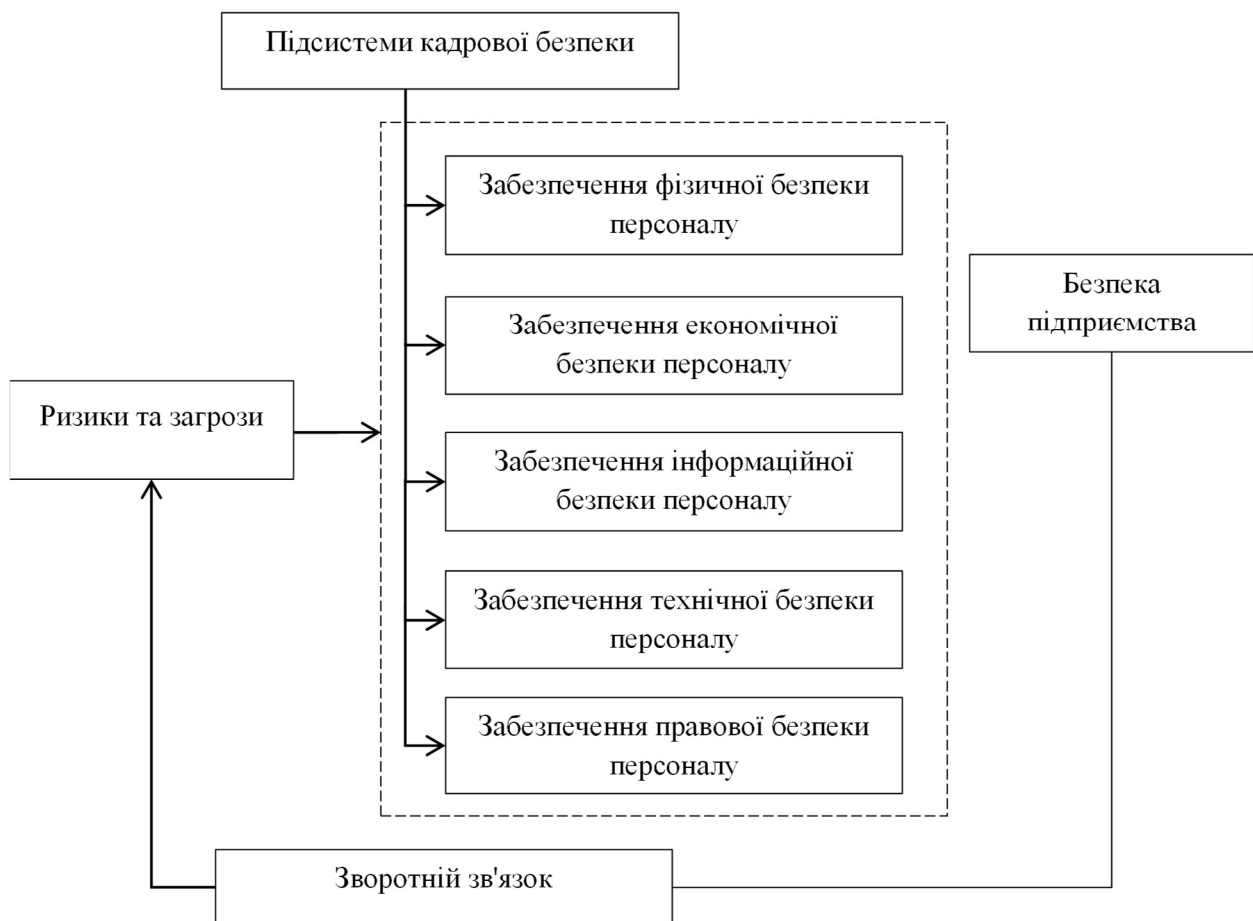 Підсистеми кадрової безпеки
Забезпечення фізичної безпеки
персоналу
Забезпечення економічної
безпеки персоналу
Безпека
підприємства
Ризики та загрози
Забезпечення інформаційної
безпеки персоналу
Забезпечення технічної безпеки
персоналу
Забезпечення правової безпеки
персоналу
Зворотній зв'язок